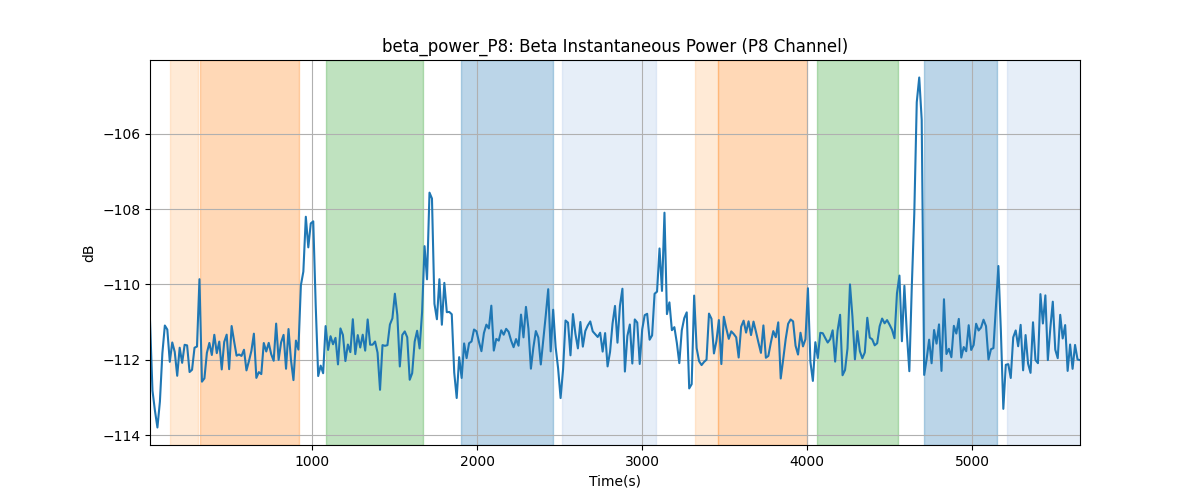 beta_power_P8: Beta Instantaneous Power (P8 Channel)
dB
−106
−108
−110
−112
−114
1000 2000 3000 4000 5000
Time(s)